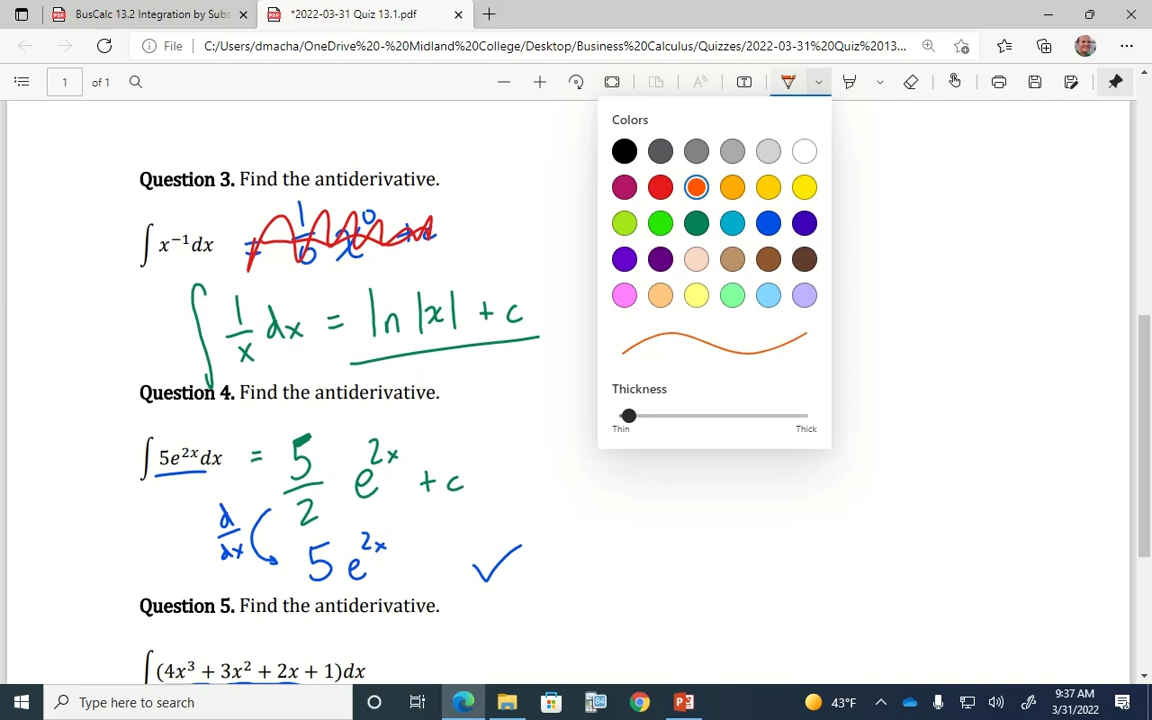 BusCalc 13.2 Integration by Subs
*2022-03-31 Quiz 13.1.pdf
File
C:/Users/dmacha/OneDrive%20-%20Midland%20College/Desktop/Business%20Calculus/Quizzes/2022-03-31%20Quiz%2013...
1 of 1
Colors
Thickness
Thin Thick
Question 3. Find the antiderivative.
∫ x⁻¹dx
∫ 1/x dx = ln |x| + c
Question 4. Find the antiderivative.
∫ 5e²ˣdx = 5/2 e²ˣ + c
d/dx 5 e²ˣ ✓
Question 5. Find the antiderivative.
∫(4x³ + 3x² + 2x + 1)dx
Type here to search
43°F
9:37 AM
3/31/2022